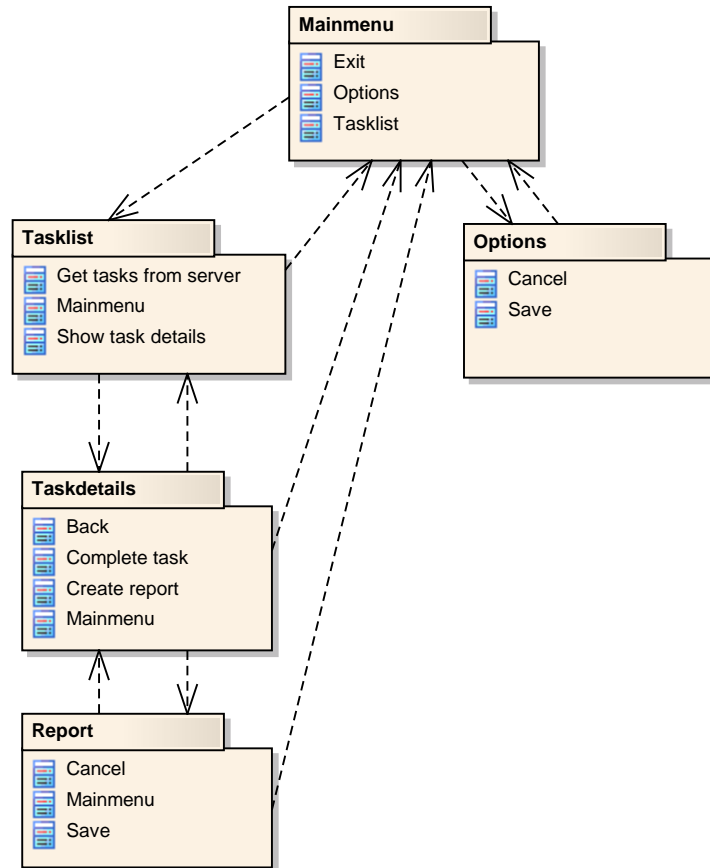 Mainmenu
Exit
Options
Tasklist
Tasklist
Get tasks from server
Mainmenu
Show task details
Options
Cancel
Save
Taskdetails
Back
Complete task
Create report
Mainmenu
Report
Cancel
Mainmenu
Save